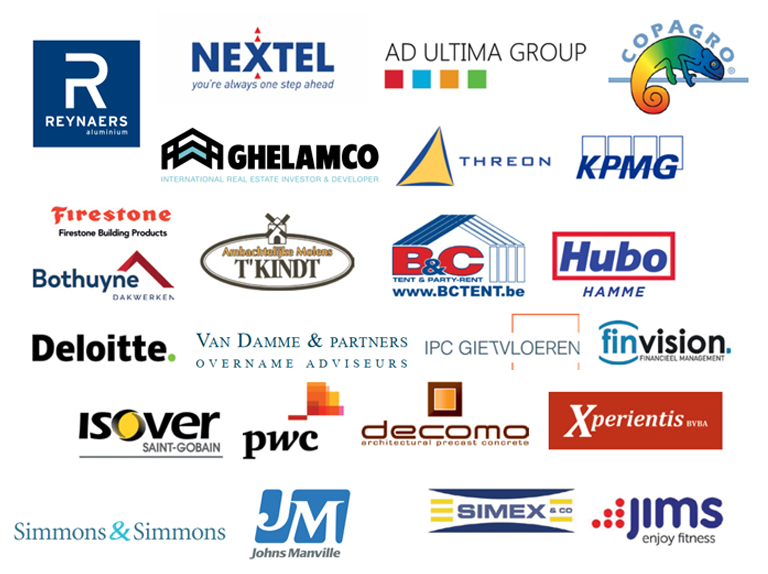 R
REYNAERS
aluminium
NEXTEL
you're always one step ahead
AD ULTIMA GROUP
COPAGRO®
GHELAMCO
INTERNATIONAL REAL ESTATE INVESTOR & DEVELOPER
THREON
KPMG
Firestone
Firestone Building Products
Bothuyne
DAKWERKEN
Ambachtelijke Molens
T'KINDT
B&C
TENT & PARTY-RENT
www.BCTENT.be
Hubo
HAMME
Deloitte.
VAN DAMME & PARTNERS
OVERNAME ADVISEURS
IPC GIETVLOEREN
finvision.
FINANCIEEL MANAGEMENT
ISOVER
SAINT-GOBAIN
pwc
decomo
architectural precast concrete
Xperientis BVBA
Simmons & Simmons
JM
Johns Manville
SIMEX & CO
jims
enjoy fitness